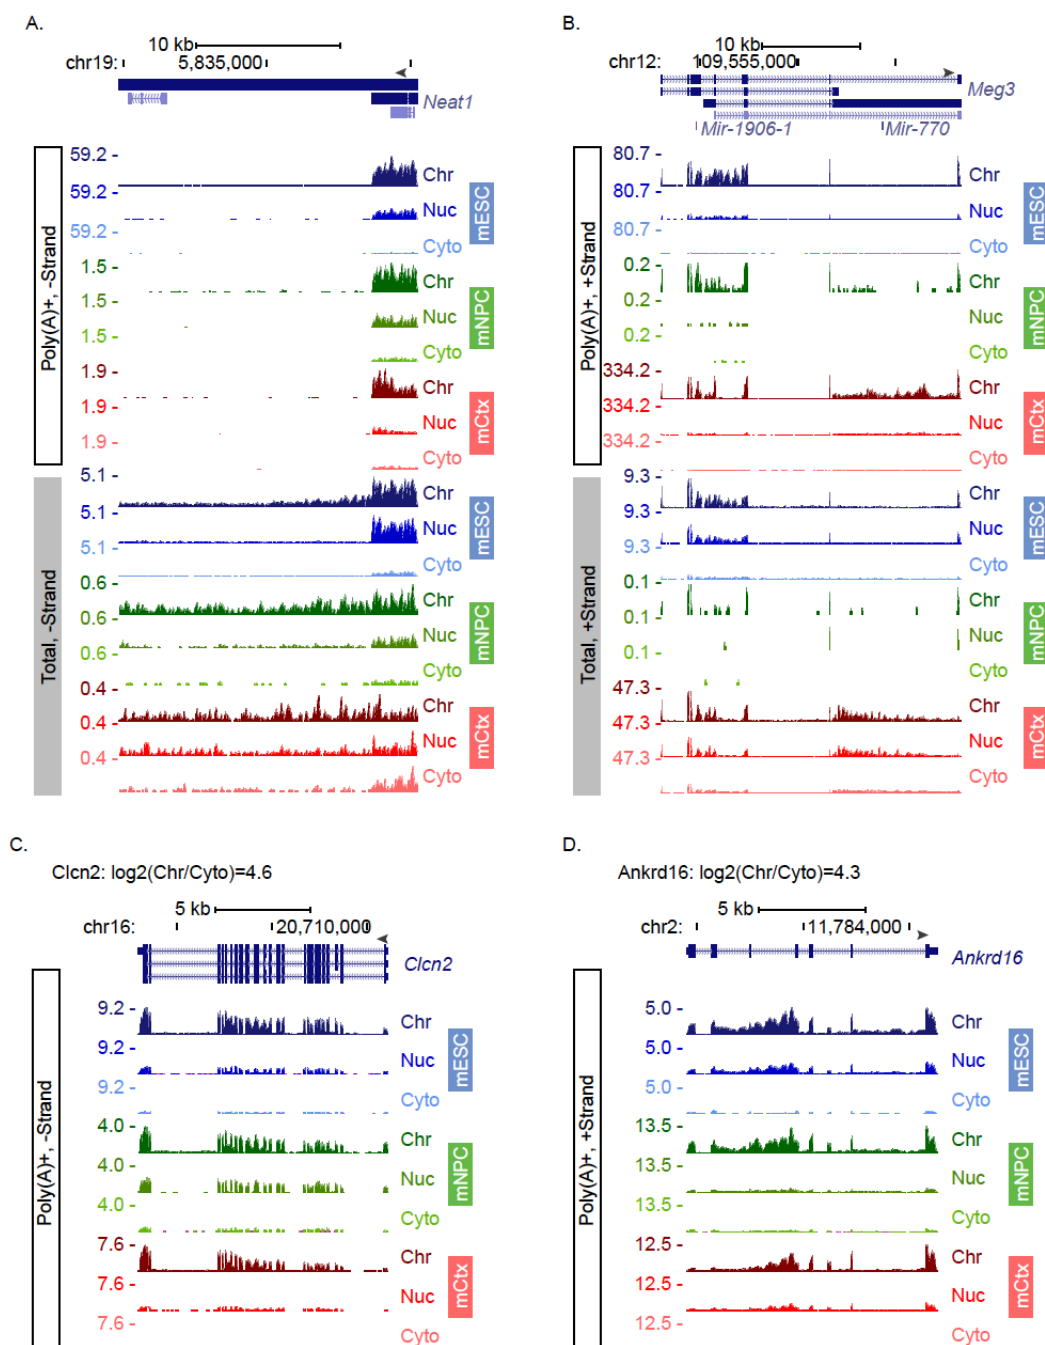 A.
10 kb
chr19: 5,835,000
Neat1
Poly(A)+, -Strand
59.2 - Chr
59.2 - Nuc
59.2 - Cyto
mESC
1.5 - Chr
1.5 - Nuc
1.5 - Cyto
mNPC
1.9 - Chr
1.9 - Nuc
1.9 - Cyto
mCtx
Total, -Strand
5.1 - Chr
5.1 - Nuc
5.1 - Cyto
mESC
0.6 - Chr
0.6 - Nuc
0.6 - Cyto
mNPC
0.4 - Chr
0.4 - Nuc
0.4 - Cyto
mCtx
B.
10 kb
chr12: 109,555,000
Meg3
Mir-1906-1 Mir-770
Poly(A)+, +Strand
80.7 - Chr
80.7 - Nuc
80.7 - Cyto
mESC
0.2 - Chr
0.2 - Nuc
0.2 - Cyto
mNPC
334.2 - Chr
334.2 - Nuc
334.2 - Cyto
mCtx
Total, +Strand
9.3 - Chr
9.3 - Nuc
9.3 - Cyto
mESC
0.1 - Chr
0.1 - Nuc
0.1 - Cyto
mNPC
47.3 - Chr
47.3 - Nuc
47.3 - Cyto
mCtx
C.
Clcn2: log2(Chr/Cyto)=4.6
5 kb
chr16: 20,710,000
Clcn2
Poly(A)+, -Strand
9.2 - Chr
9.2 - Nuc
9.2 - Cyto
mESC
4.0 - Chr
4.0 - Nuc
4.0 - Cyto
mNPC
7.6 - Chr
7.6 - Nuc
7.6 - Cyto
mCtx
D.
Ankrd16: log2(Chr/Cyto)=4.3
5 kb
chr2: 11,784,000
Ankrd16
Poly(A)+, +Strand
5.0 - Chr
5.0 - Nuc
5.0 - Cyto
mESC
13.5 - Chr
13.5 - Nuc
13.5 - Cyto
mNPC
12.5 - Chr
12.5 - Nuc
12.5 - Cyto
mCtx